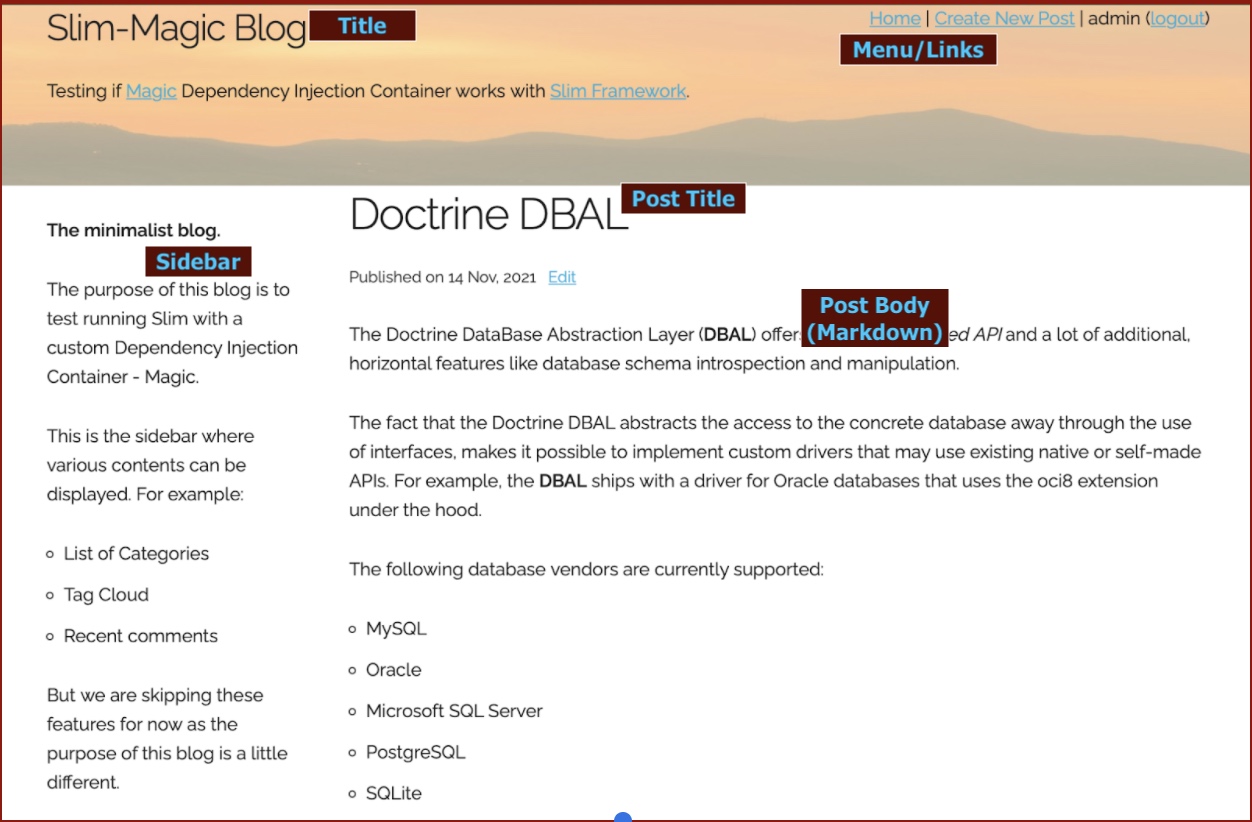 Slim-Magic Blog
Title
Home | Create New Post | admin (logout)
Menu/Links
Testing if Magic Dependency Injection Container works with Slim Framework.
The minimalist blog.
Sidebar
The purpose of this blog is to
test running Slim with a
custom Dependency Injection
Container - Magic.
This is the sidebar where
various contents can be
displayed. For example:
List of Categories
Tag Cloud
Recent comments
But we are skipping these
features for now as the
purpose of this blog is a little
different.
Doctrine DBAL
Post Title
Published on 14 Nov, 2021 Edit
Post Body
(Markdown)
The Doctrine DataBase Abstraction Layer (DBAL) API and a lot of additional,
horizontal features like database schema introspection and manipulation.
The fact that the Doctrine DBAL abstracts the access to the concrete database away through the use
of interfaces, makes it possible to implement custom drivers that may use existing native or self-made
APIs. For example, the DBAL ships with a driver for Oracle databases that uses the oci8 extension
under the hood.
The following database vendors are currently supported:
MySQL
Oracle
Microsoft SQL Server
PostgreSQL
SQLite